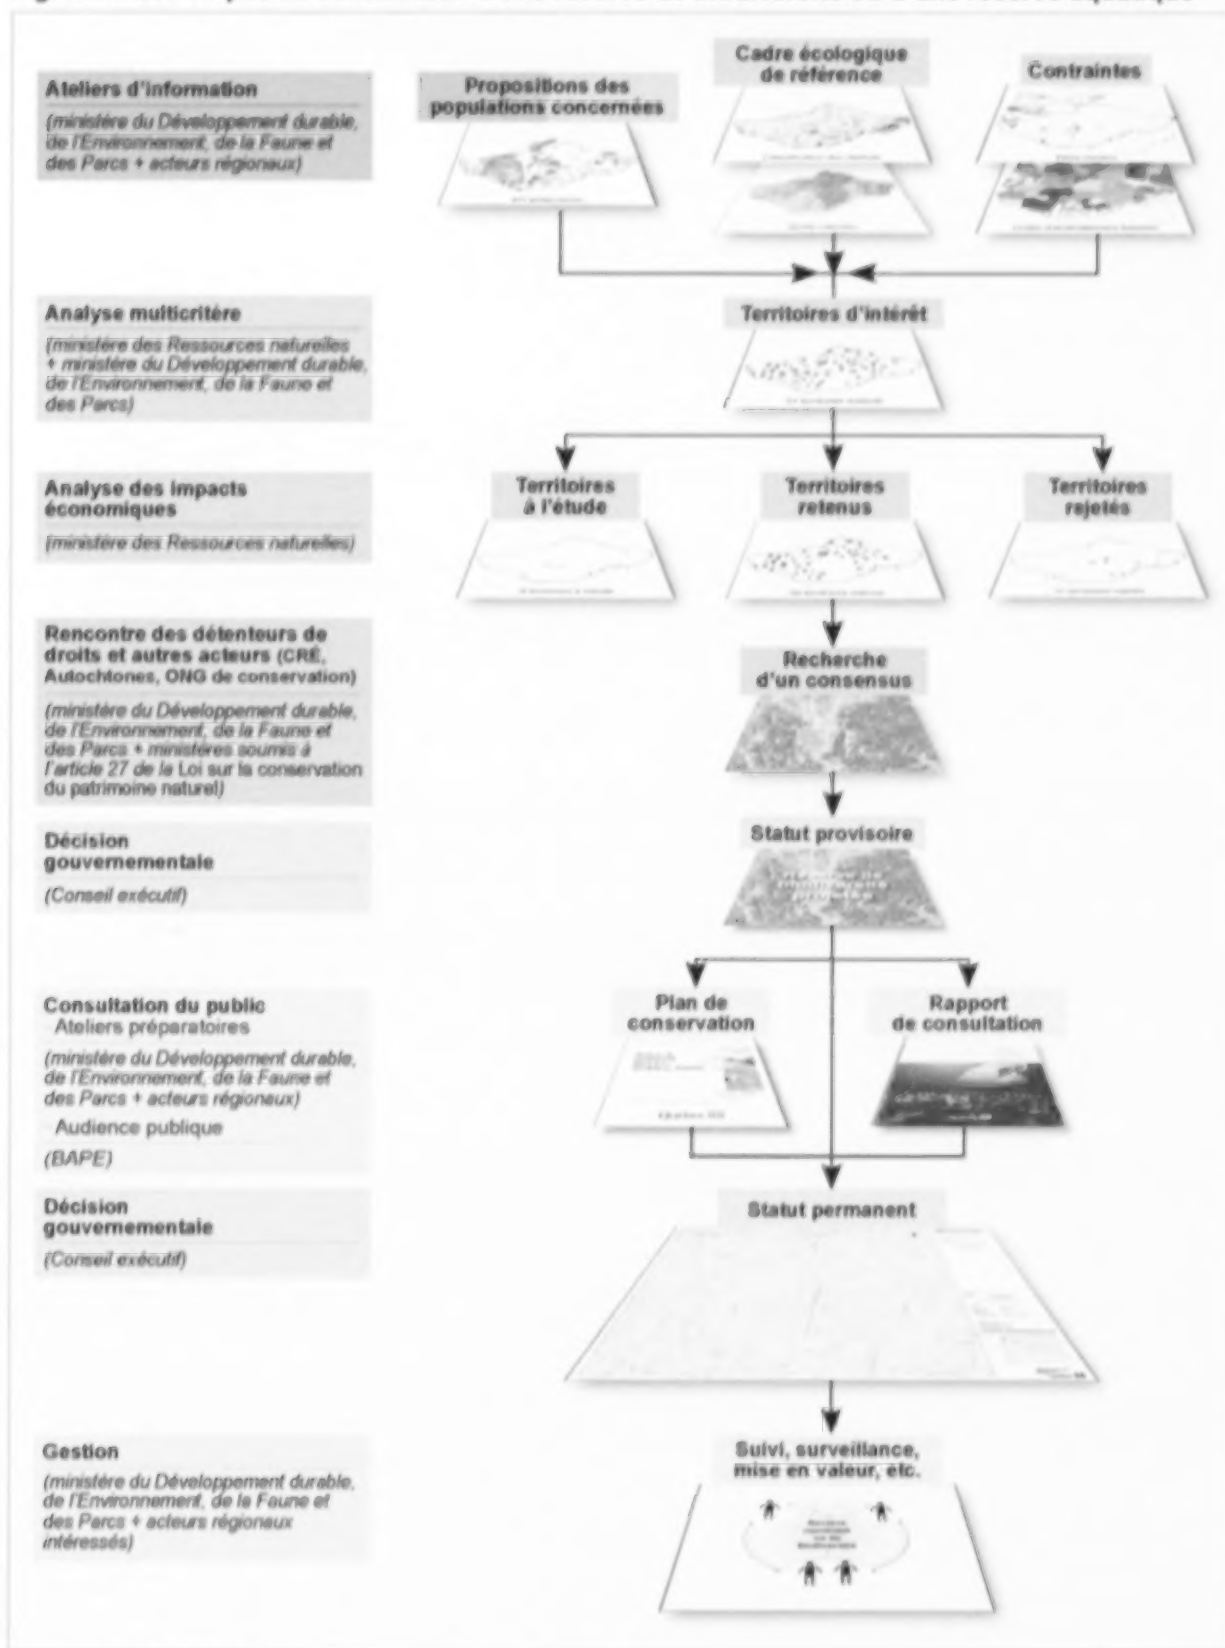 Cadre écologique
de référence
Contraintes
Propositions des
populations concernées
Ateliers d'information
(ministère du Développement durable,
de l'Environnement, de la Faune et
des Parcs + acteurs régionaux)
Analyse multicritère
(ministère des Ressources naturelles
+ ministère du Développement durable,
de l'Environnement, de la Faune et
des Parcs)
Territoires d'intérêt
Analyse des impacts
économiques
(ministère des Ressources naturelles)
Territoires
à l'étude
Territoires
retenus
Territoires
rejetés
Rencontre des détenteurs de
droits et autres acteurs (CRÉ,
Autochtones, ONG de conservation)
(ministère du Développement durable,
de l'Environnement, de la Faune et
des Parcs + ministères soumis à
l'article 27 de la Loi sur la conservation
du patrimoine naturel)
Recherche
d'un consensus
Décision
gouvernementale
(Conseil exécutif)
Statut provisoire
Consultation du public
Ateliers préparatoires
(ministère du Développement durable,
de l'Environnement, de la Faune et
des Parcs + acteurs régionaux)
Audience publique
(BAPE)
Plan de
conservation
Rapport
de consultation
Décision
gouvernementale
(Conseil exécutif)
Statut permanent
Gestion
(ministère du Développement durable,
de l'Environnement, de la Faune et
des Parcs + acteurs régionaux
intéressés)
Suivi, surveillance,
mise en valeur, etc.